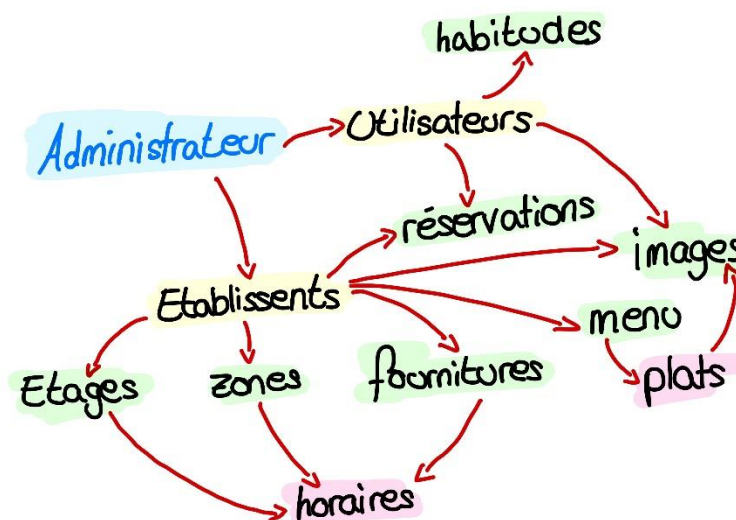 habitudes
Utilisateurs
Administrateur
réservations
images
Etablissents
menu
Etages
zones
fournitures
plats
horaires